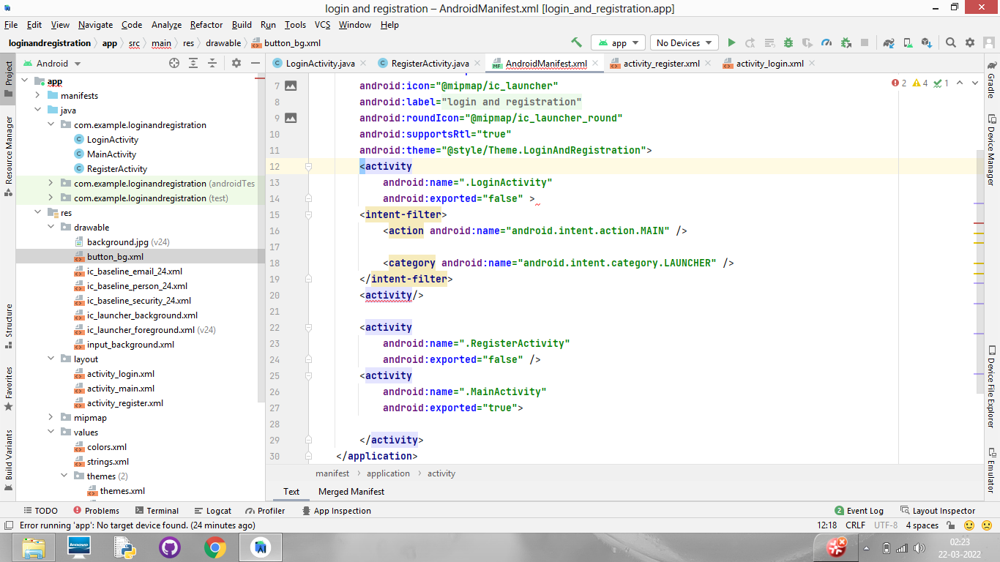 login and registration – AndroidManifest.xml [login_and_registration.app]
File Edit View Navigate Code Analyze Refactor Build Run Tools VCS Window Help
loginandregistration app src main res drawable button_bg.xml app No Devices
Project
Resource Manager
Structure
Favorites
Build Variants
Android
app
manifests
java
com.example.loginandregistration
LoginActivity
MainActivity
RegisterActivity
com.example.loginandregistration (androidTes
com.example.loginandregistration (test)
res
drawable
background.jpg (v24)
button_bg.xml
ic_baseline_email_24.xml
ic_baseline_person_24.xml
ic_baseline_security_24.xml
ic_launcher_background.xml
ic_launcher_foreground.xml (v24)
input_background.xml
layout
activity_login.xml
activity_main.xml
activity_register.xml
mipmap
values
colors.xml
strings.xml
themes (2)
themes.xml
LoginActivity.java RegisterActivity.java AndroidManifest.xml activity_register.xml activity_login.xml
2 4 1
7 android:icon="@mipmap/ic_launcher"
8 android:label="login and registration"
9 android:roundIcon="@mipmap/ic_launcher_round"
10 android:supportsRtl="true"
11 android:theme="@style/Theme.LoginAndRegistration">
12 <activity
13 android:name=".LoginActivity"
14 android:exported="false" >
15 <intent-filter>
16 <action android:name="android.intent.action.MAIN" />
17
18 <category android:name="android.intent.category.LAUNCHER" />
19 </intent-filter>
20 <activity/>
21
22 <activity
23 android:name=".RegisterActivity"
24 android:exported="false" />
25 <activity
26 android:name=".MainActivity"
27 android:exported="true">
28
29 </activity>
30 </application>
manifest application activity
Text Merged Manifest
Gradle
Device Manager
Device File Explorer
Emulator
TODO Problems Terminal Logcat Profiler App Inspection 2 Event Log Layout Inspector
Error running 'app': No target device found. (24 minutes ago) 12:18 CRLF UTF-8 4 spaces
lenovo
02:23
22-03-2022